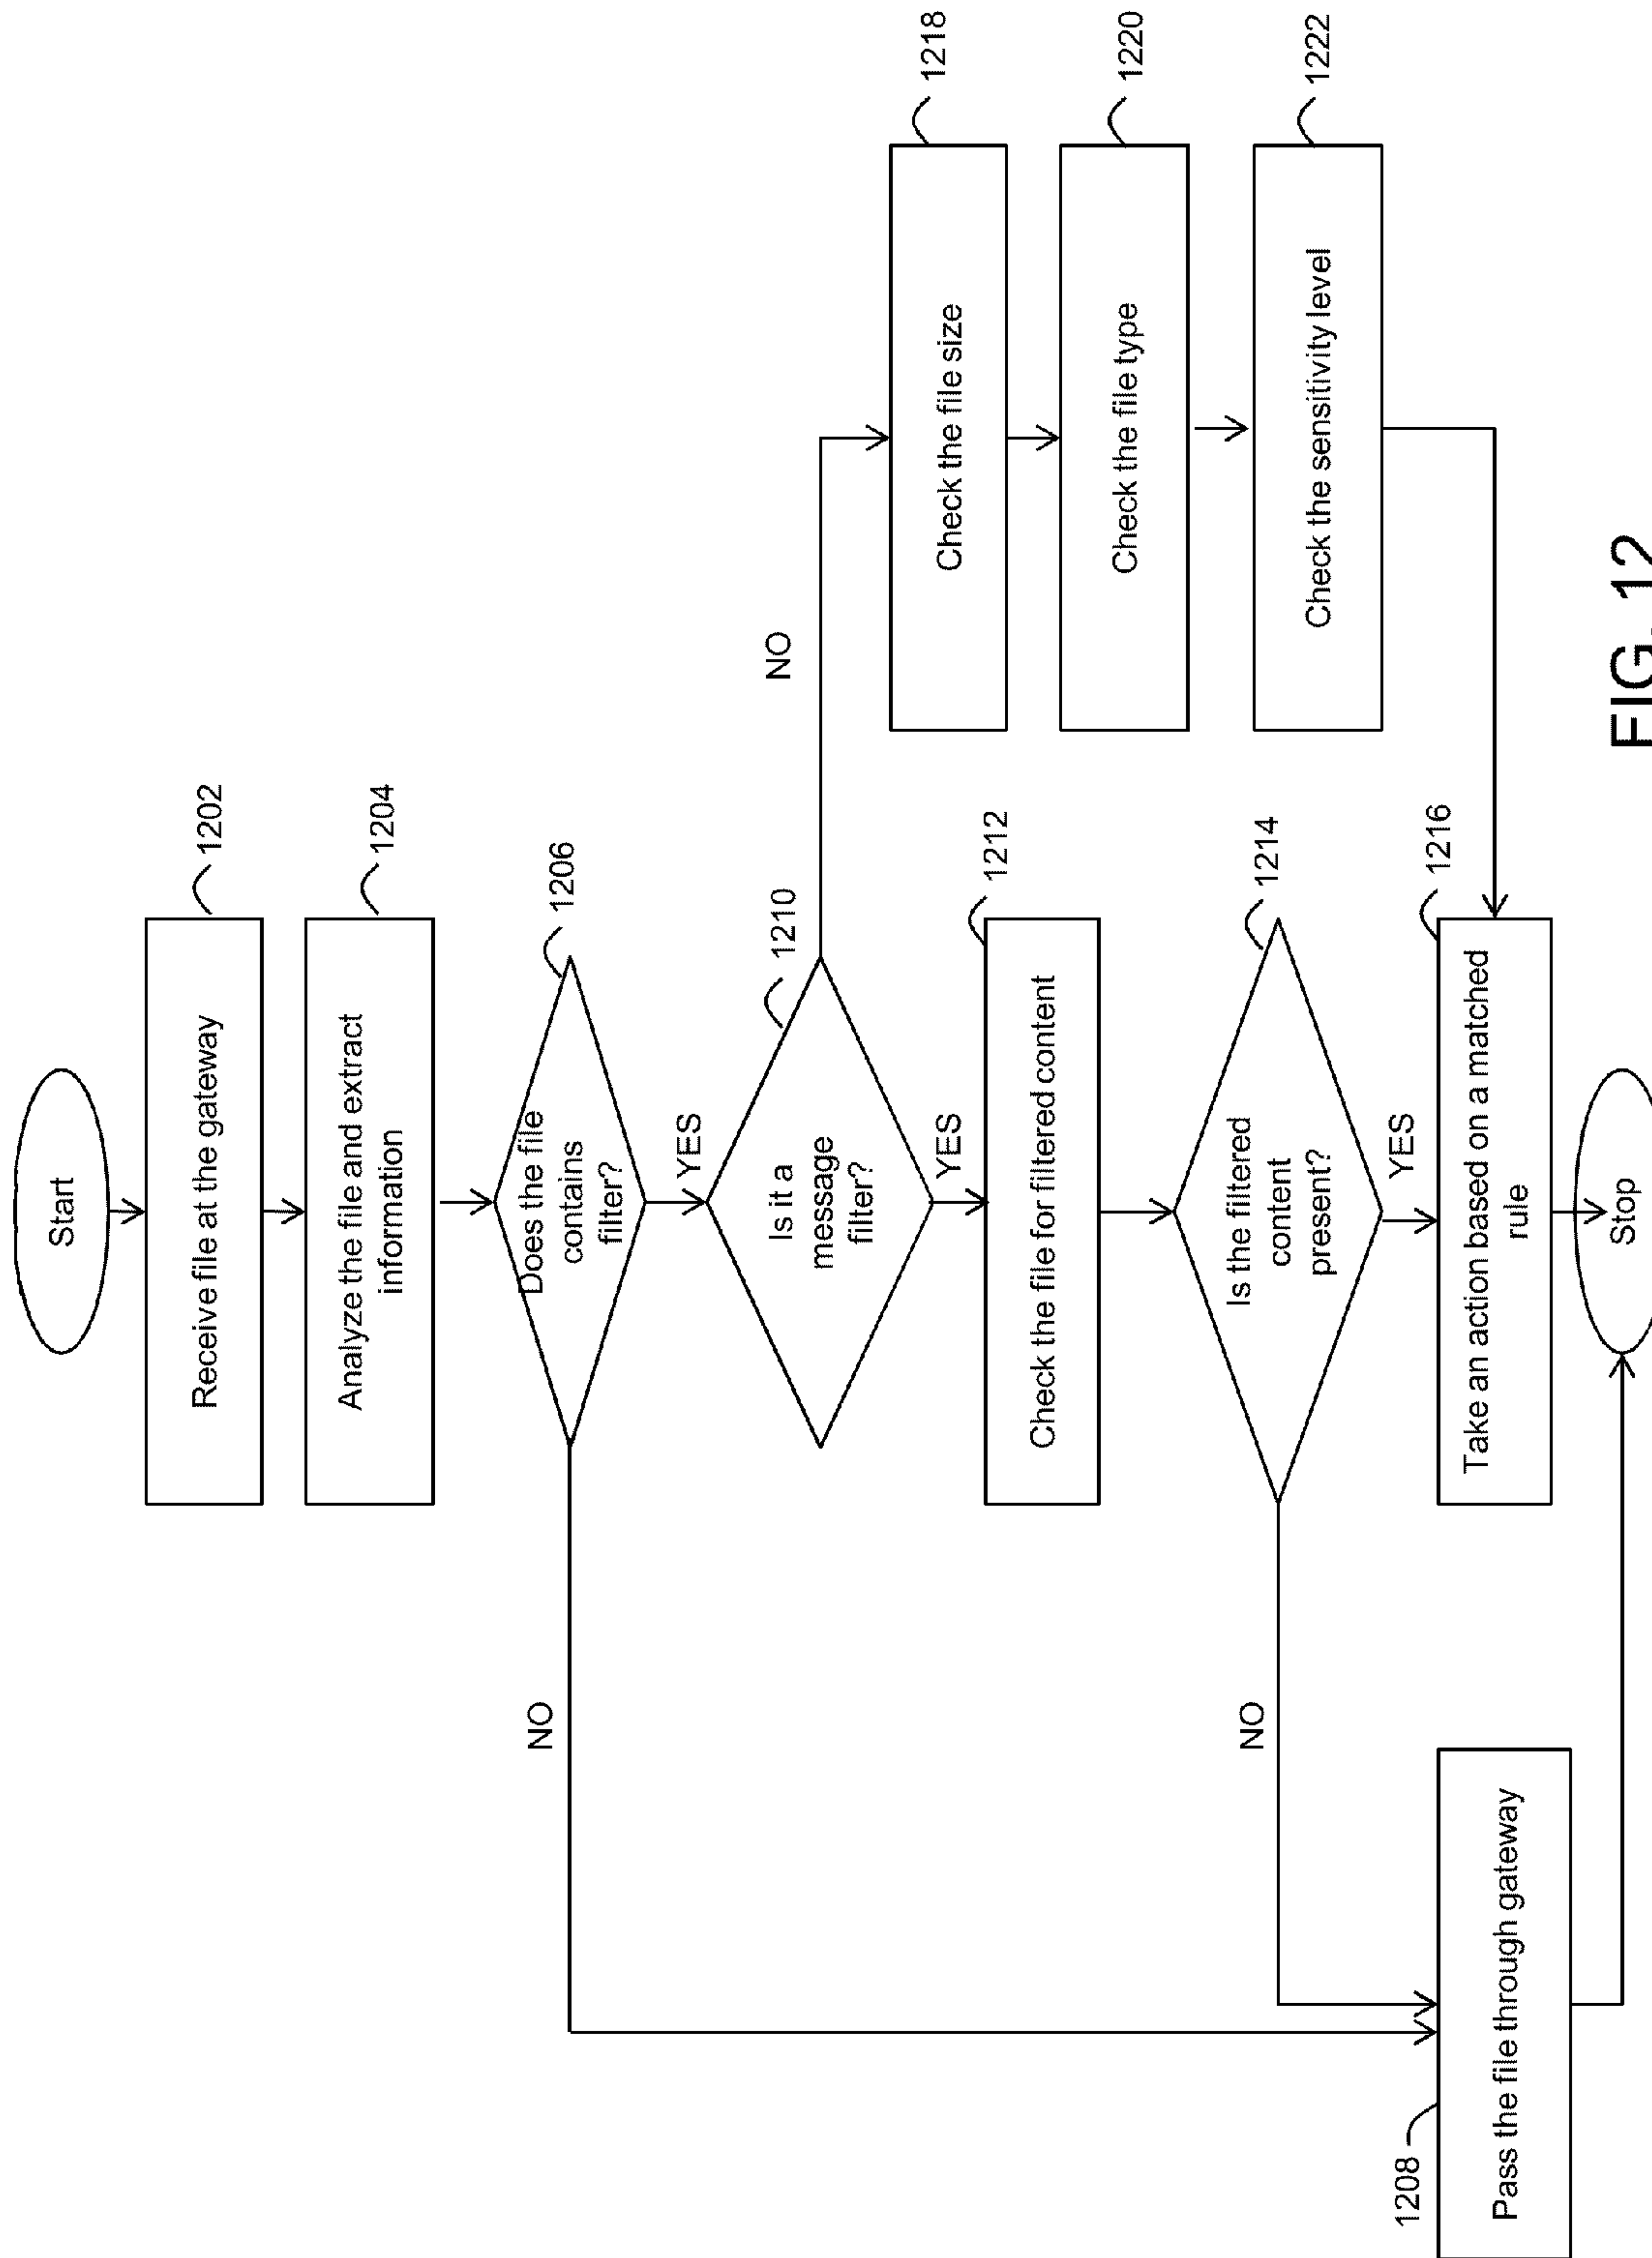 Start
Receive file at the gateway
1202
Analyze the file and extract
information
1204
Does the file
contains
filter?
1206
NO
YES
Is it a
message
filter?
1210
NO
YES
Check the file size
1218
Check the file type
1220
Check the sensitivity level
1222
Check the file for filtered content
1212
Is the filtered
content
present?
1214
NO
YES
Take an action based on a matched
rule
1216
1208
Pass the file through gateway
Stop
FIG. 12